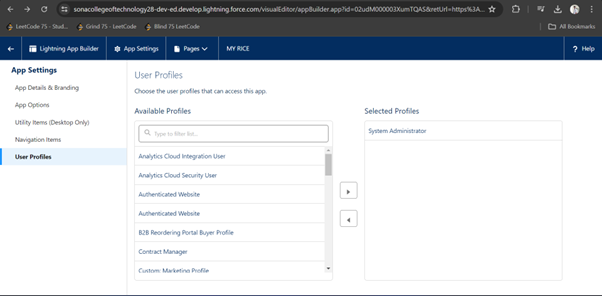 sonacollegeoftechnology28-dev-ed.develop.lightning.force.com/visualEditor/appBuilder.app?id=02udM000003XumTQAS&retUrl=https%3A...
LeetCode 75 - Stud...
Grind 75 - LeetCode
Blind 75 LeetCode
All Bookmarks
Lightning App Builder
App Settings
Pages
MY RICE
? Help
App Settings
App Details & Branding
App Options
Utility Items (Desktop Only)
Navigation Items
User Profiles
User Profiles
Choose the user profiles that can access this app.
Available Profiles
Type to filter list...
Analytics Cloud Integration User
Analytics Cloud Security User
Authenticated Website
Authenticated Website
B2B Reordering Portal Buyer Profile
Contract Manager
Custom: Marketing Profile
Selected Profiles
System Administrator